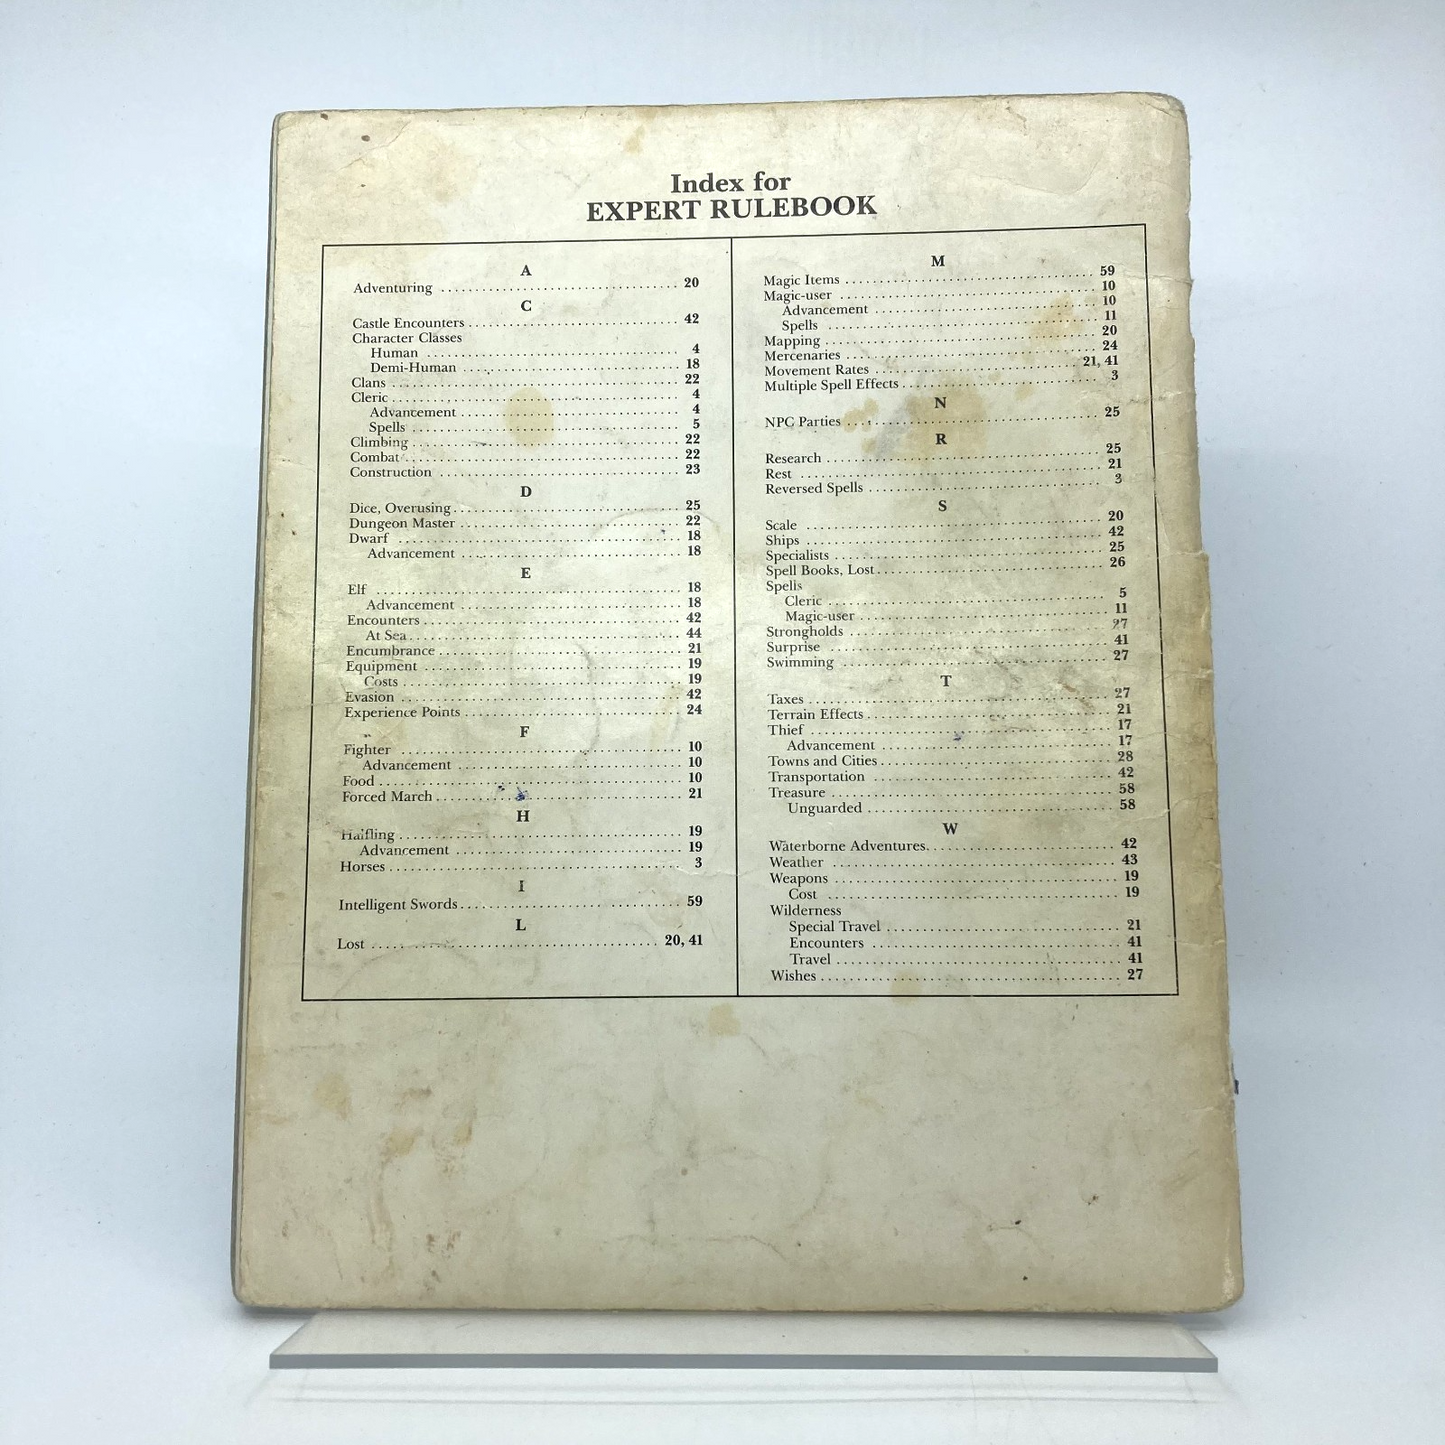 Index for
EXPERT RULEBOOK
A
Adventuring ................................ 20
C
Castle Encounters ............................ 42
Character Classes
Human ................................ 4
Demi-Human ............................. 18
Clans ...................................... 22
Cleric ...................................... 4
Advancement .............................. 4
Spells .................................... 5
Climbing ................................... 22
Combat .................................... 22
Construction ................................ 23
D
Dice, Overusing .............................. 25
Dungeon Master ............................. 22
Dwarf ..................................... 18
Advancement ............................. 18
E
Elf ........................................ 18
Advancement ............................. 18
Encounters .................................. 42
At Sea .................................... 44
Encumbrance ................................ 21
Equipment .................................. 19
Costs ..................................... 19
Evasion .................................... 42
Experience Points ............................. 24
F
Fighter .................................... 10
Advancement .............................. 10
Food ....................................... 10
Forced March ................................ 21
H
Halfling .................................... 19
Advancement .............................. 19
Horses ..................................... 3
I
Intelligent Swords ............................. 59
L
Lost ..................................... 20, 41
M
Magic Items ................................ 59
Magic-user ................................. 10
Advancement ............................. 10
Spells .................................... 11
Mapping ................................... 20
Mercenaries ................................. 24
Movement Rates ........................... 21, 41
Multiple Spell Effects .......................... 3
N
NPC Parties ................................. 25
R
Research ................................... 25
Rest ....................................... 21
Reversed Spells ............................... 3
S
Scale ...................................... 20
Ships ...................................... 42
Specialists .................................. 25
Spell Books, Lost .............................. 26
Spells
Cleric .................................... 5
Magic-user ................................ 11
Strongholds ................................. 27
Surprise .................................... 41
Swimming .................................. 27
T
Taxes ...................................... 27
Terrain Effects ............................... 21
Thief ...................................... 17
Advancement .............................. 17
Towns and Cities .............................. 28
Transportation ............................... 42
Treasure ................................... 58
Unguarded ................................ 58
W
Waterborne Adventures ........................ 42
Weather .................................... 43
Weapons ................................... 19
Cost ..................................... 19
Wilderness
Special Travel .............................. 21
Encounters ................................ 41
Travel .................................... 41
Wishes ..................................... 27